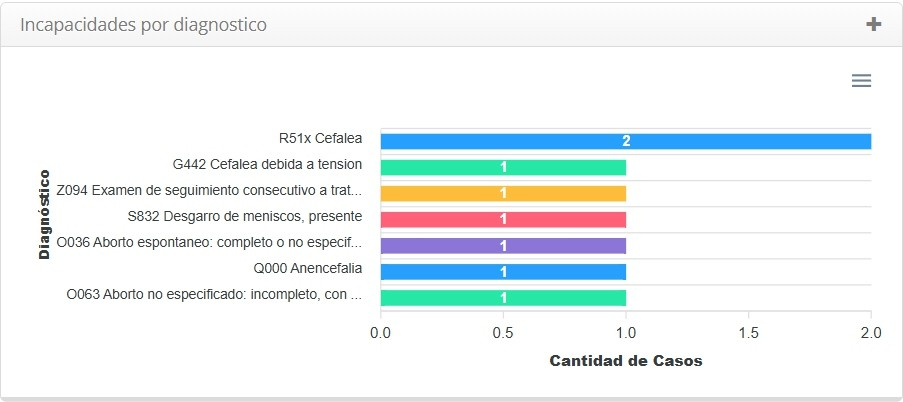 Incapacidades por diagnostico
R51x Cefalea
2
G442 Cefalea debida a tension
1
Z094 Examen de seguimiento consecutivo a trat...
1
S832 Desgarro de meniscos, presente
1
O036 Aborto espontaneo: completo o no especif...
1
Q000 Anencefalia
1
O063 Aborto no especificado: incompleto, con ...
1
Diagnóstico
0.0 0.5 1.0 1.5 2.0
Cantidad de Casos